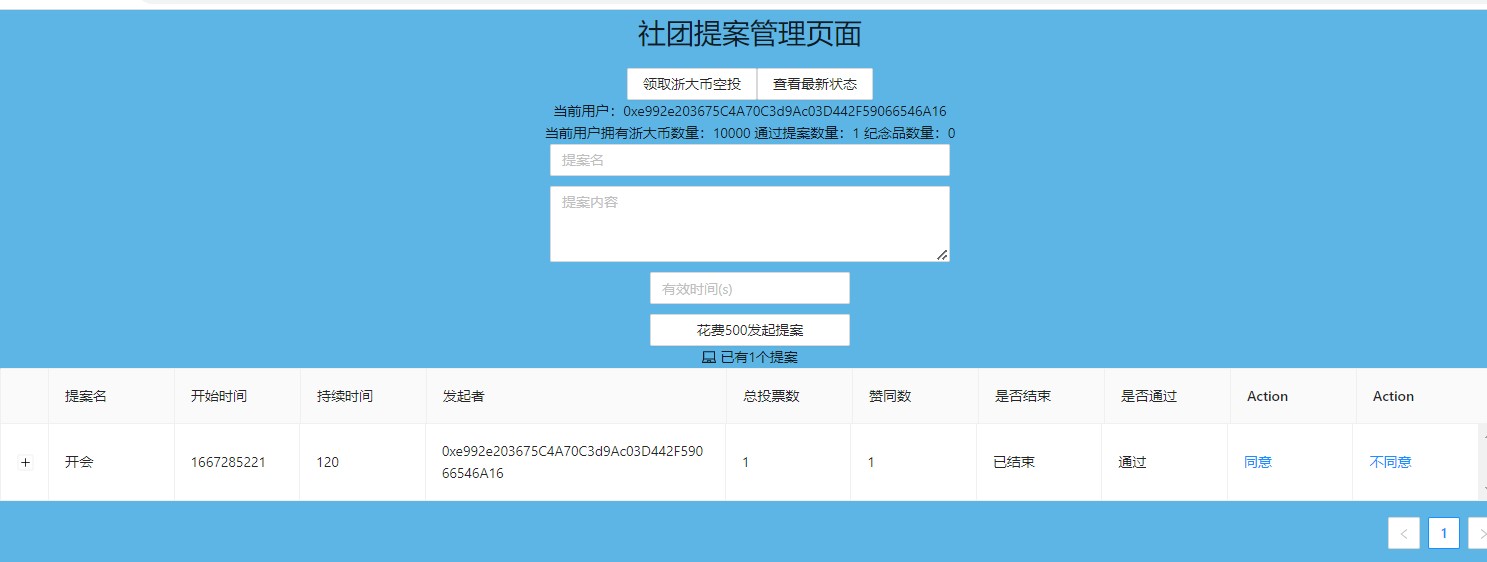 社团提案管理页面
领取浙大币空投 查看最新状态
当前用户：0xe992e203675C4A70C3d9Ac03D442F59066546A16
当前用户拥有浙大币数量：10000 通过提案数量：1 纪念品数量：0
提案名
提案内容
有效时间(s)
花费500发起提案
已有1个提案
提案名 开始时间 持续时间 发起者 总投票数 赞同数 是否结束 是否通过 Action Action
开会 1667285221 120 0xe992e203675C4A70C3d9Ac03D442F590 1 1 已结束 通过 同意 不同意
66546A16
1